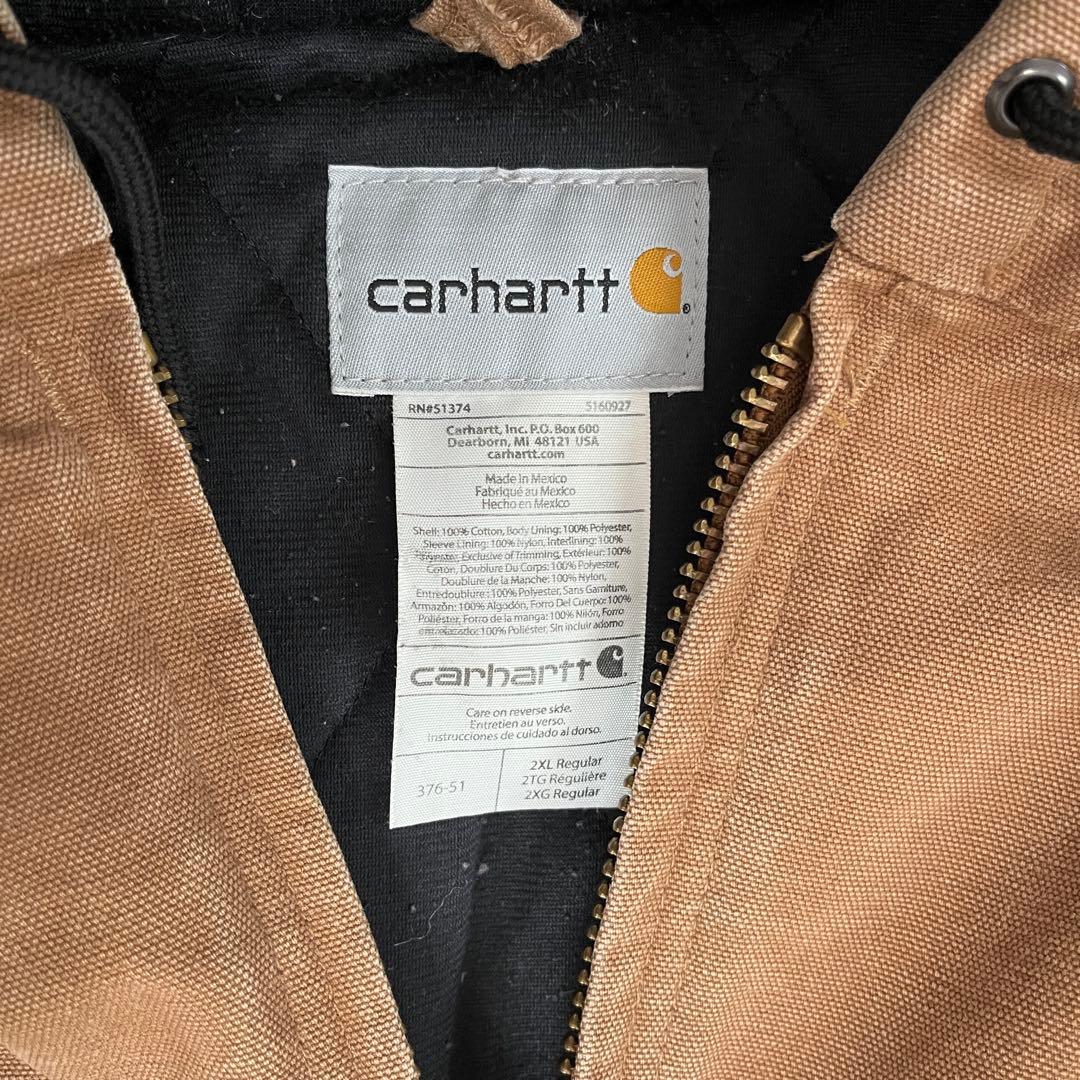 carhartt
RN#51374 5160927
Carhartt, Inc. P.O. Box 600
Dearborn, MI 48121 USA
carhartt.com
Made in Mexico
Fabriqué au Mexico
Hecho en Mexico
Shell: 100% Cotton, Body Lining: 100% Polyester,
Sleeve Lining: 100% Nylon, Interlining: 100%
Polyester, Exclusive of Trimming, Extérieur: 100%
Coton, Doublure Du Corps: 100% Polyester,
Doublure de la Manche: 100% Nylon,
Entredoublure: 100% Polyester, Sans Garniture,
Armazón: 100% Algodón, Forro Del Cuerpo: 100%
Poliéster, Forro de la manga: 100% Nilón, Forro
entrelazado: 100% Poliéster, Sin incluir adorno
carhartt
Care on reverse side.
Entretien au verso.
Instrucciones de cuidado al dorso.
376-51
2XL Regular
2TG Régulière
2XG Regular